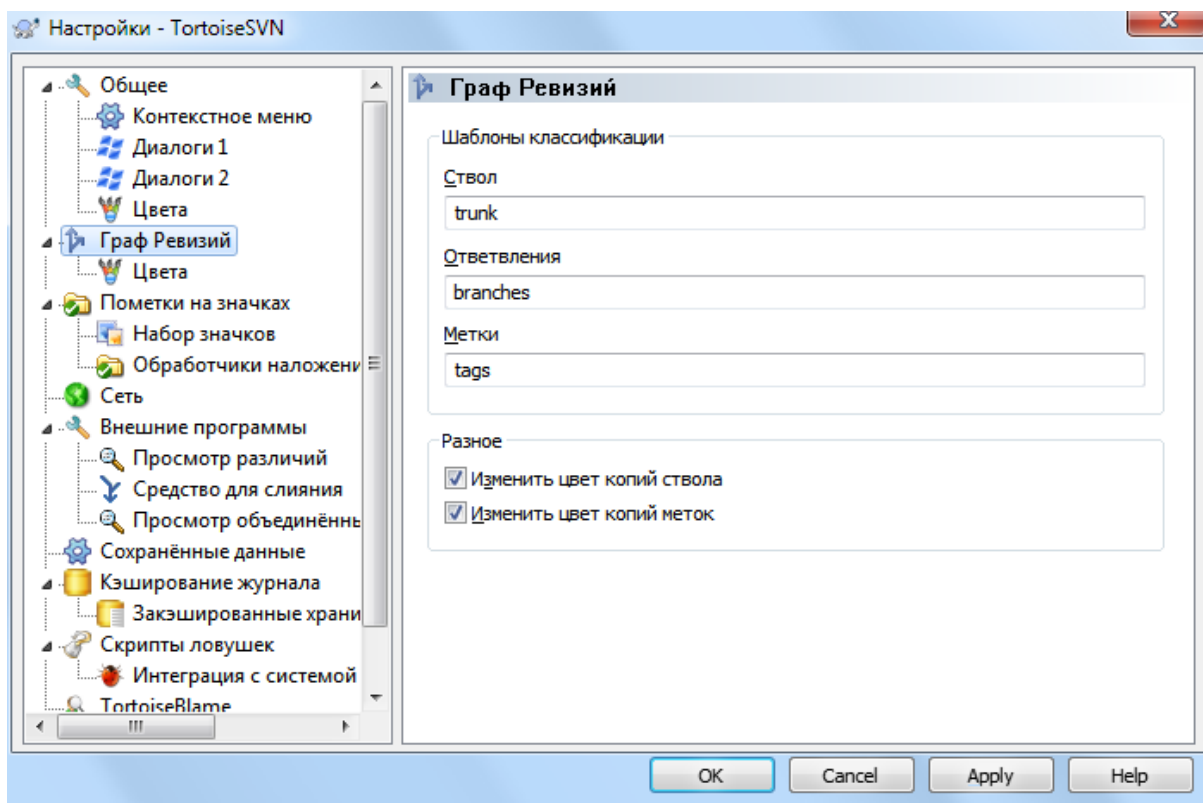 Настройки - TortoiseSVN
Общее
Контекстное меню
Диалоги 1
Диалоги 2
Цвета
Граф Ревизий
Цвета
Пометки на значках
Набор значков
Обработчики наложени
Сеть
Внешние программы
Просмотр различий
Средство для слияния
Просмотр объединённь
Сохранённые данные
Кэширование журнала
Закэшированные храни
Скрипты ловушек
Интеграция с системой
TortoiseBlame
Граф Ревизи́й
Шаблоны классификации
Ствол
trunk
Ответвления
branches
Метки
tags
Разное
Изменить цвет копий ствола
Изменить цвет копий меток
OK
Cancel
Apply
Help